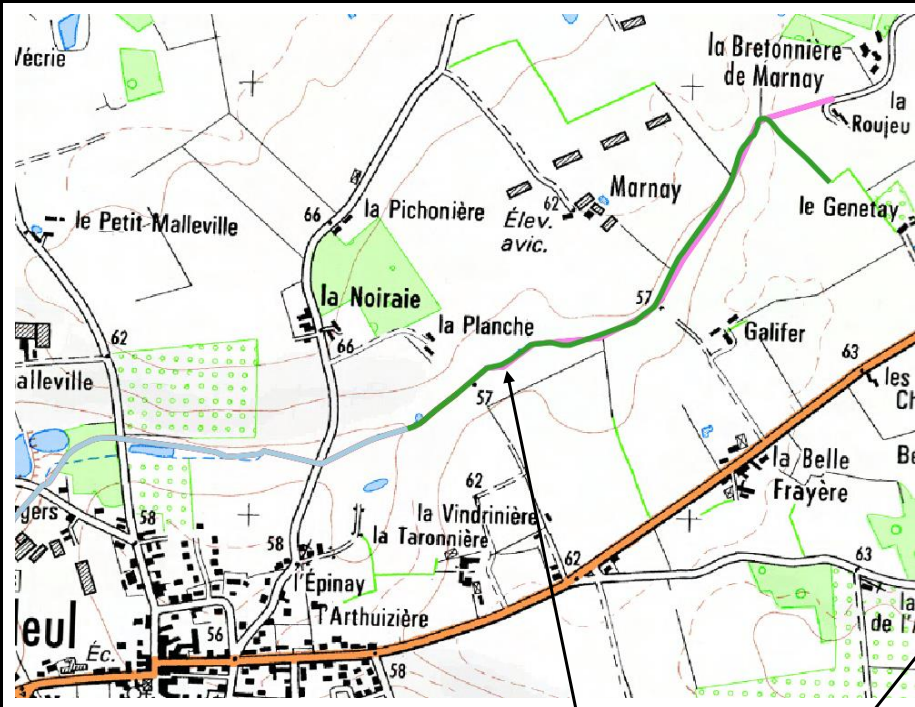 Vécrie
la Bretonnière
de Marnay
la
Roujeu
66
la Pichonière
62
Marnay
Élev.
avic.
le Genetay
le Petit Malleville
la Noiraie
57
la Planche
Galifer
62
66
63
les
Ch
alleville
57
Be
la Belle
Frayère
62
gers
58
la Vindrinière
la Taronnière
58
62
63
l'Épinay
l'Arthuizière
la
de l'A
eul
56
Éc.
58